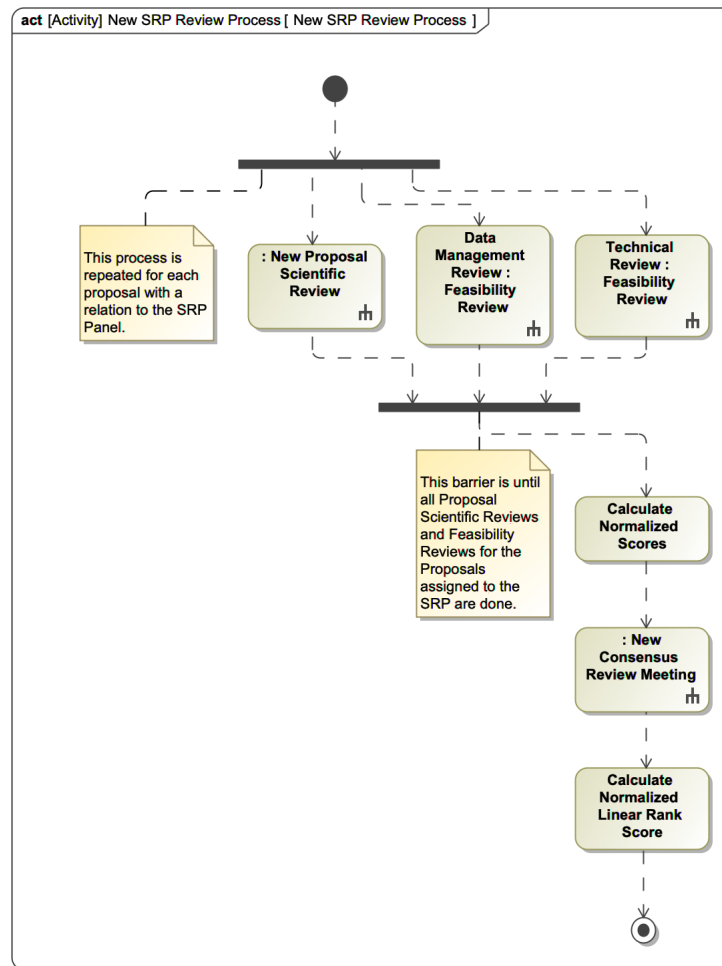 act [Activity] New SRP Review Process [ New SRP Review Process ]
This process is
repeated for each
proposal with a
relation to the SRP
Panel.
: New Proposal
Scientific
Review
Data
Management
Review :
Feasibility
Review
Technical
Review :
Feasibility
Review
This barrier is until
all Proposal
Scientific Reviews
and Feasibility
Reviews for the
Proposals
assigned to the
SRP are done.
Calculate
Normalized
Scores
: New
Consensus
Review Meeting
Calculate
Normalized
Linear Rank
Score